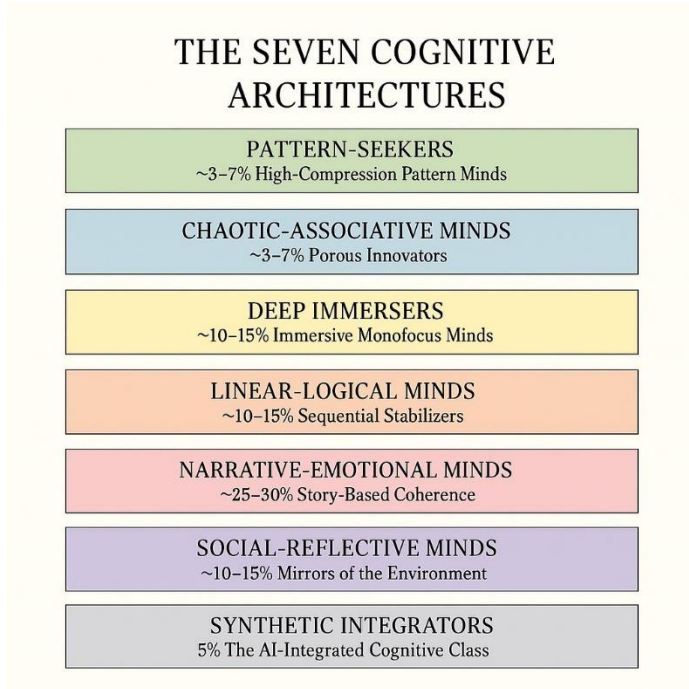 THE SEVEN COGNITIVE
ARCHITECTURES
PATTERN-SEEKERS
~3–7% High-Compression Pattern Minds
CHAOTIC-ASSOCIATIVE MINDS
~3–7% Porous Innovators
DEEP IMMERSERS
~10–15% Immersive Monofocus Minds
LINEAR-LOGICAL MINDS
~10–15% Sequential Stabilizers
NARRATIVE-EMOTIONAL MINDS
~25–30% Story-Based Coherence
SOCIAL-REFLECTIVE MINDS
~10–15% Mirrors of the Environment
SYNTHETIC INTEGRATORS
5% The AI-Integrated Cognitive Class